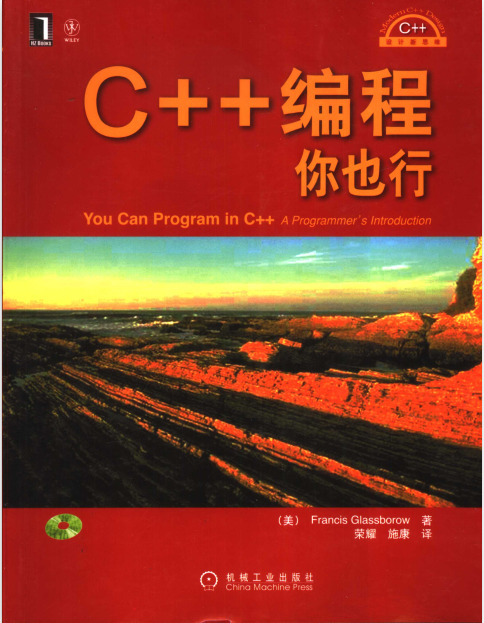 HZ Books
WILEY
Modern C++ Design
C++
设计新思维
C++编程
你也行
You Can Program in C++ A Programmer's Introduction
（美） Francis Glassborow 著
荣耀 施康 译
机械工业出版社
China Machine Press